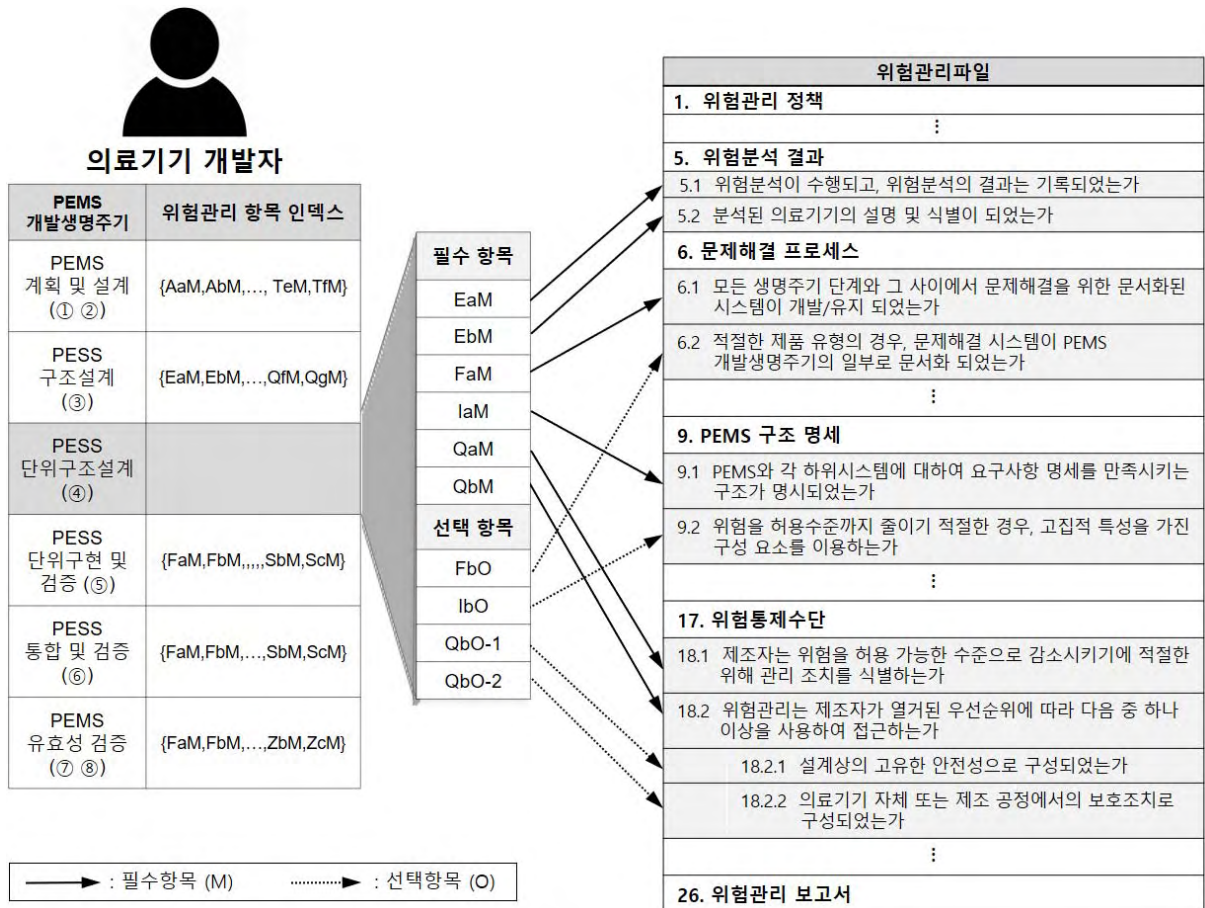 의료기기 개발자
PEMS
개발생명주기
위험관리 항목 인덱스
PEMS
계획 및 설계
(① ②)
{AaM,AbM,…, TeM,TfM}
PESS
구조설계
(③)
{EaM,EbM,…,QfM,QgM}
PESS
단위구조설계
(④)
PESS
단위구현 및
검증 (⑤)
{FaM,FbM,,,,,SbM,ScM}
PESS
통합 및 검증
(⑥)
{FaM,FbM,…,SbM,ScM}
PEMS
유효성 검증
(⑦ ⑧)
{FaM,FbM,…,ZbM,ZcM}
필수 항목
EaM
EbM
FaM
IaM
QaM
QbM
선택 항목
FbO
IbO
QbO-1
QbO-2
위험관리파일
1. 위험관리 정책
⋮
5. 위험분석 결과
5.1 위험분석이 수행되고, 위험분석의 결과는 기록되었는가
5.2 분석된 의료기기의 설명 및 식별이 되었는가
6. 문제해결 프로세스
6.1 모든 생명주기 단계와 그 사이에서 문제해결을 위한 문서화된
시스템이 개발/유지 되었는가
6.2 적절한 제품 유형의 경우, 문제해결 시스템이 PEMS
개발생명주기의 일부로 문서화 되었는가
⋮
9. PEMS 구조 명세
9.1 PEMS와 각 하위시스템에 대하여 요구사항 명세를 만족시키는
구조가 명시되었는가
9.2 위험을 허용수준까지 줄이기 적절한 경우, 고집적 특성을 가진
구성 요소를 이용하는가
⋮
17. 위험통제수단
18.1 제조자는 위험을 허용 가능한 수준으로 감소시키기에 적절한
위해 관리 조치를 식별하는가
18.2 위험관리는 제조자가 열거된 우선순위에 따라 다음 중 하나
이상을 사용하여 접근하는가
18.2.1 설계상의 고유한 안전성으로 구성되었는가
18.2.2 의료기기 자체 또는 제조 공정에서의 보호조치로
구성되었는가
⋮
26. 위험관리 보고서
: 필수항목 (M)
: 선택항목 (O)